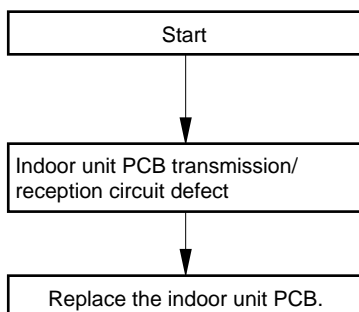 Start
Indoor unit PCB transmission/
reception circuit defect
Replace the indoor unit PCB.